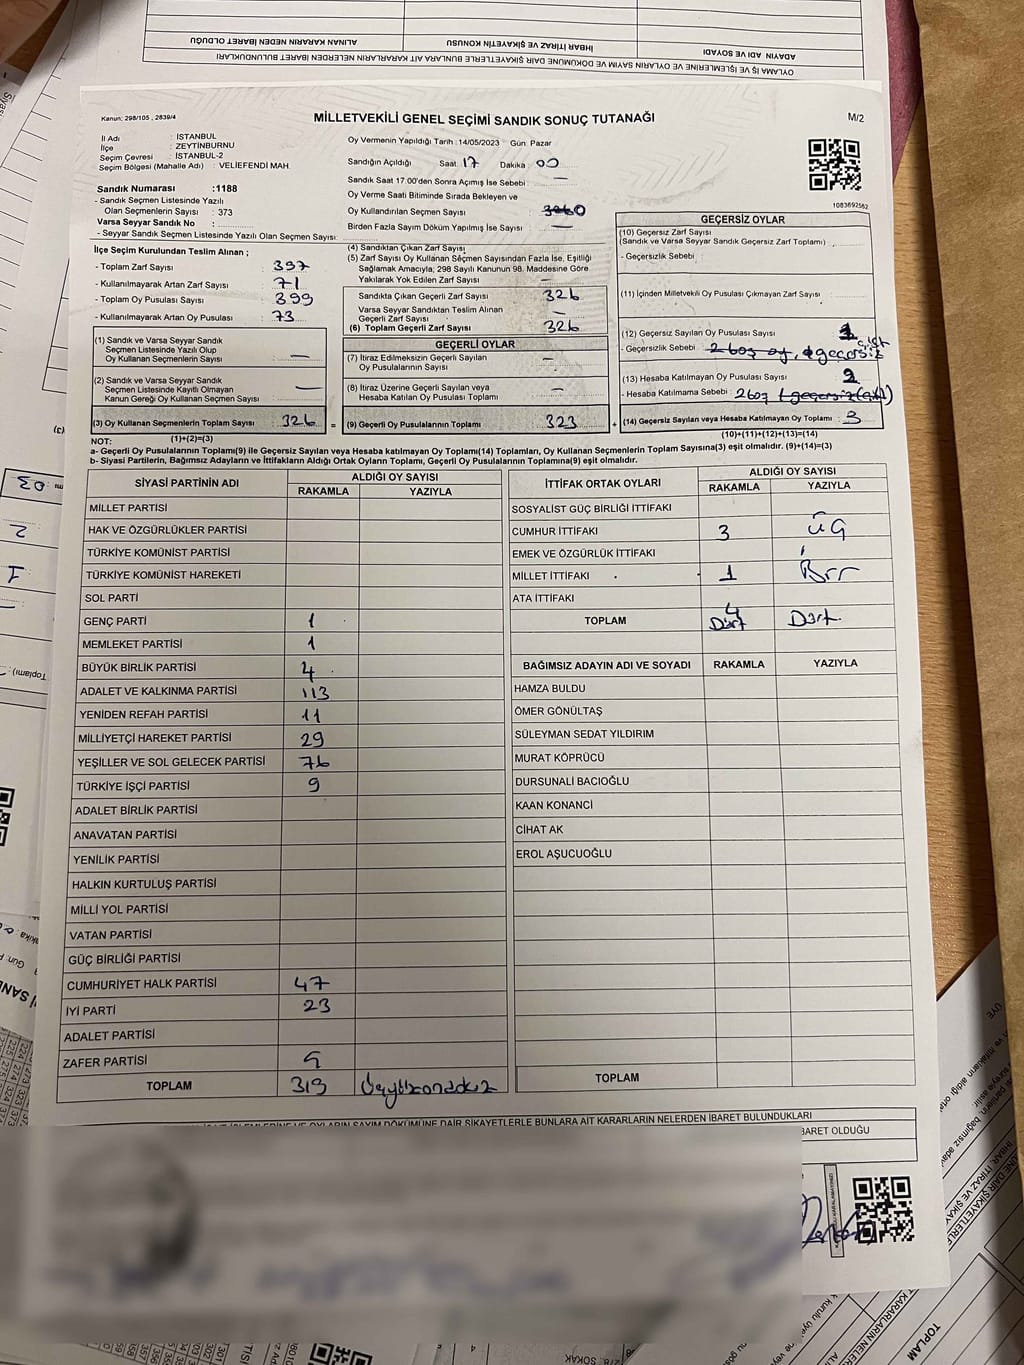 OYLAMA İŞ VE İŞLEMLERİNE VE OYLARIN SAYIM VE DÖKÜMÜNE DAİR ŞİKAYETLERLE BUNLARA AİT KARARLARIN NELERDEN İBARET BULUNDUKLARI
ADAYIN ADI VE SOYADI İHBAR İTİRAZ VE ŞİKAYETİN KONUSU ALINAN KARARIN NEDEN İBARET OLDUĞU
Kanun; 298/105 , 2839/4
MİLLETVEKİLİ GENEL SEÇİMİ SANDIK SONUÇ TUTANAĞI
M/2
İl Adı : İSTANBUL
İlçe : ZEYTİNBURNU
Seçim Çevresi : İSTANBUL-2
Seçim Bölgesi (Mahalle Adı) : VELİEFENDİ MAH.
Sandık Numarası :1188
- Sandık Seçmen Listesinde Yazılı
Olan Seçmenlerin Sayısı : 373
Varsa Seyyar Sandık No :
- Seyyar Sandık Seçmen Listesinde Yazılı Olan Seçmen Sayısı:
Oy Vermenin Yapıldığı Tarih : 14/05/2023 Gün: Pazar
Sandığın Açıldığı Saat 17 Dakika 00
Sandık Saat 17.00'den Sonra Açılmış İse Sebebi : —
Oy Verme Saati Bitiminde Sırada Bekleyen ve
Oy Kullandırılan Seçmen Sayısı :
Birden Fazla Sayım Döküm Yapılmış İse Sayısı : —
1083692562
İlçe Seçim Kurulundan Teslim Alınan ;
- Toplam Zarf Sayısı : 397
- Kullanılmayarak Artan Zarf Sayısı : 71
- Toplam Oy Pusulası Sayısı : 399
- Kullanılmayarak Artan Oy Pusulası : 73
(1) Sandık ve Varsa Seyyar Sandık
Seçmen Listesinde Yazılı Olup
Oy Kullanan Seçmenlerin Sayısı : —
(2) Sandık ve Varsa Seyyar Sandık
Seçmen Listesinde Kayıtlı Olmayan
Kanun Gereği Oy Kullanan Seçmen Sayısı : —
(3) Oy Kullanan Seçmenlerin Toplam Sayısı : 326
(4) Sandıktan Çıkan Zarf Sayısı :
(5) Zarf Sayısı Oy Kullanan Seçmen Sayısından Fazla İse, Eşitliği
Sağlamak Amacıyla; 298 Sayılı Kanunun 98. Maddesine Göre
Yakılarak Yok Edilen Zarf Sayısı : —
Sandıkta Çıkan Geçerli Zarf Sayısı : 326
Varsa Seyyar Sandıktan Teslim Alınan
Geçerli Zarf Sayısı : —
(6) Toplam Geçerli Zarf Sayısı : 326
GEÇERLİ OYLAR
(7) İtiraz Edilmeksizin Geçerli Sayılan
Oy Pusulalarının Sayısı : —
(8) İtiraz Üzerine Geçerli Sayılan veya
Hesaba Katılan Oy Pusulaları Toplamı : —
= (9) Geçerli Oy Pusulalarının Toplamı : 323
GEÇERSİZ OYLAR
(10) Geçersiz Zarf Sayısı
(Sandık ve Varsa Seyyar Sandık Geçersiz Zarf Toplamı) :
- Geçersizlik Sebebi :
(11) İçinden Milletvekili Oy Pusulası Çıkmayan Zarf Sayısı :
(12) Geçersiz Sayılan Oy Pusulası Sayısı : 1
- Geçersizlik Sebebi : 2 boş oy, geçersiz
(13) Hesaba Katılmayan Oy Pusulası Sayısı : 2
- Hesaba Katılmama Sebebi : 2 boş 1 geçersiz
+ (14) Geçersiz Sayılan veya Hesaba Katılmayan Oy Toplamı : 3
NOT: (1)+(2)=(3) (10)+(11)+(12)+(13)=(14)
a- Geçerli Oy Pusulalarının Toplamı(9) ile Geçersiz Sayılan veya Hesaba Katılmayan Oy Toplamı(14) Toplamları, Oy Kullanan Seçmenlerin Toplam Sayısına(3) eşit olmalıdır. (9)+(14)=(3)
b- Siyasi Partilerin, Bağımsız Adayların ve İttifakların Aldığı Ortak Oyların Toplamı, Geçerli Oy Pusulalarının Toplamına(9) eşit olmalıdır.
SİYASİ PARTİNİN ADI ALDIĞI OY SAYISI
RAKAMLA YAZIYLA
MİLLET PARTİSİ
HAK VE ÖZGÜRLÜKLER PARTİSİ
TÜRKİYE KOMÜNİST PARTİSİ
TÜRKİYE KOMÜNİST HAREKETİ
SOL PARTİ
GENÇ PARTİ 1
MEMLEKET PARTİSİ 1
BÜYÜK BİRLİK PARTİSİ 4
ADALET VE KALKINMA PARTİSİ 113
YENİDEN REFAH PARTİSİ 11
MİLLİYETÇİ HAREKET PARTİSİ 29
YEŞİLLER VE SOL GELECEK PARTİSİ 76
TÜRKİYE İŞÇİ PARTİSİ 9
ADALET BİRLİK PARTİSİ
ANAVATAN PARTİSİ
YENİLİK PARTİSİ
HALKIN KURTULUŞ PARTİSİ
MİLLİ YOL PARTİSİ
VATAN PARTİSİ
GÜÇ BİRLİĞİ PARTİSİ
CUMHURİYET HALK PARTİSİ 47
İYİ PARTİ 23
ADALET PARTİSİ
ZAFER PARTİSİ 5
TOPLAM 319 Üçyüzondokuz
İTTİFAK ORTAK OYLARI ALDIĞI OY SAYISI
RAKAMLA YAZIYLA
SOSYALİST GÜÇ BİRLİĞİ İTTİFAKI
CUMHUR İTTİFAKI 3 üç
EMEK VE ÖZGÜRLÜK İTTİFAKI
MİLLET İTTİFAKI 1 Bir
ATA İTTİFAKI
TOPLAM 4 Dört Dört
BAĞIMSIZ ADAYIN ADI VE SOYADI RAKAMLA YAZIYLA
HAMZA BULDU
ÖMER GÖNÜLTAŞ
SÜLEYMAN SEDAT YILDIRIM
MURAT KÖPRÜCÜ
DURSUNALİ BACIOĞLU
KAAN KONANCİ
CİHAT AK
EROL AŞUCUOĞLU
TOPLAM
OYLARIN SAYIM DÖKÜMÜNE DAİR ŞİKAYETLERLE BUNLARA AİT KARARLARIN NELERDEN İBARET BULUNDUKLARI
BARET OLDUĞU
TOPLAM
SOKAK